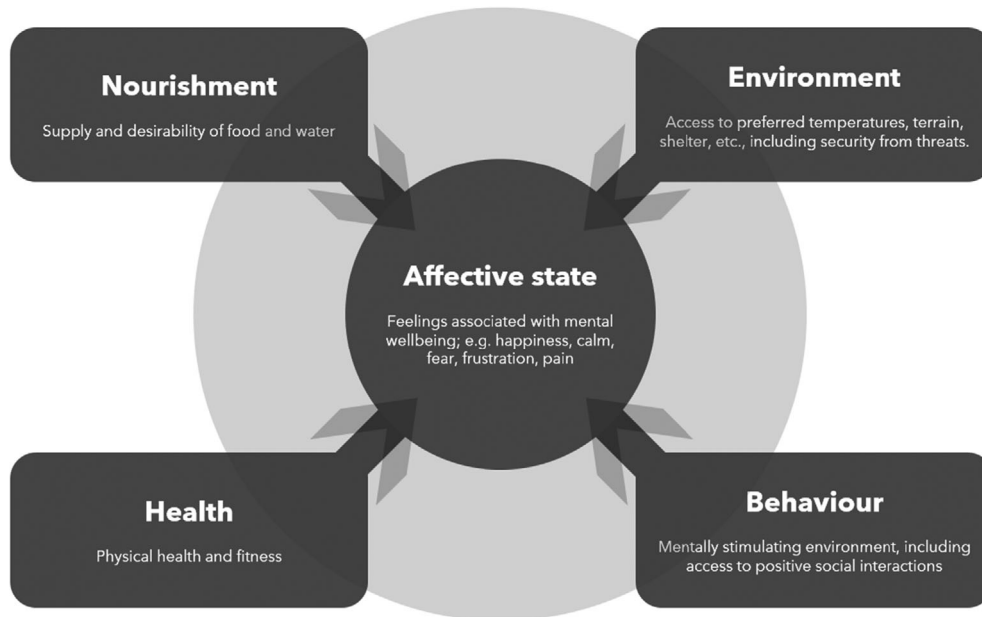 Nourishment
Supply and desirability of food and water
Environment
Access to preferred temperatures, terrain,
shelter, etc., including security from threats.
Affective state
Feelings associated with mental
wellbeing; e.g. happiness, calm,
fear, frustration, pain
Health
Physical health and fitness
Behaviour
Mentally stimulating environment, including
access to positive social interactions